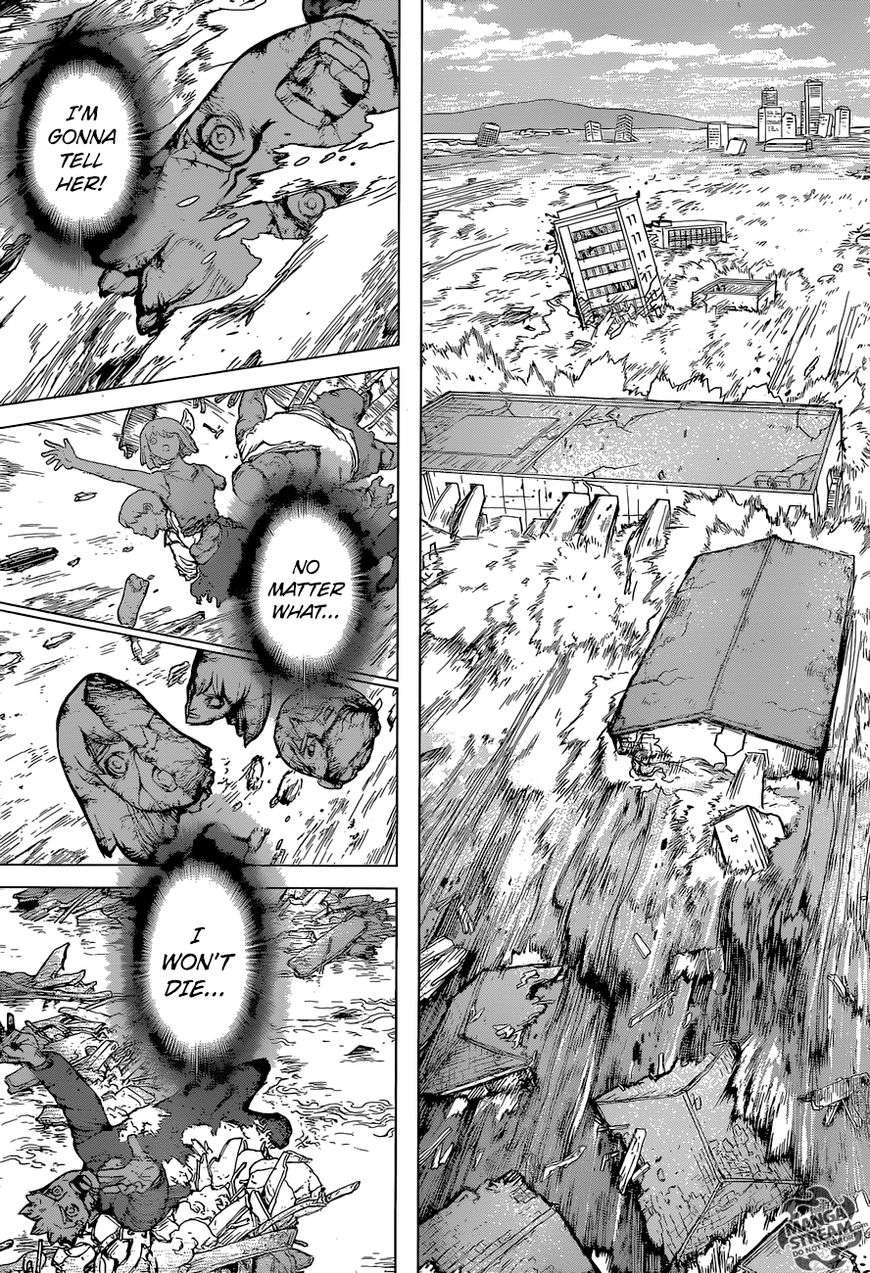 I'M
GONNA
TELL
HER!
NO
MATTER
WHAT...
I
WON'T
DIE...
MANGA
STREAM